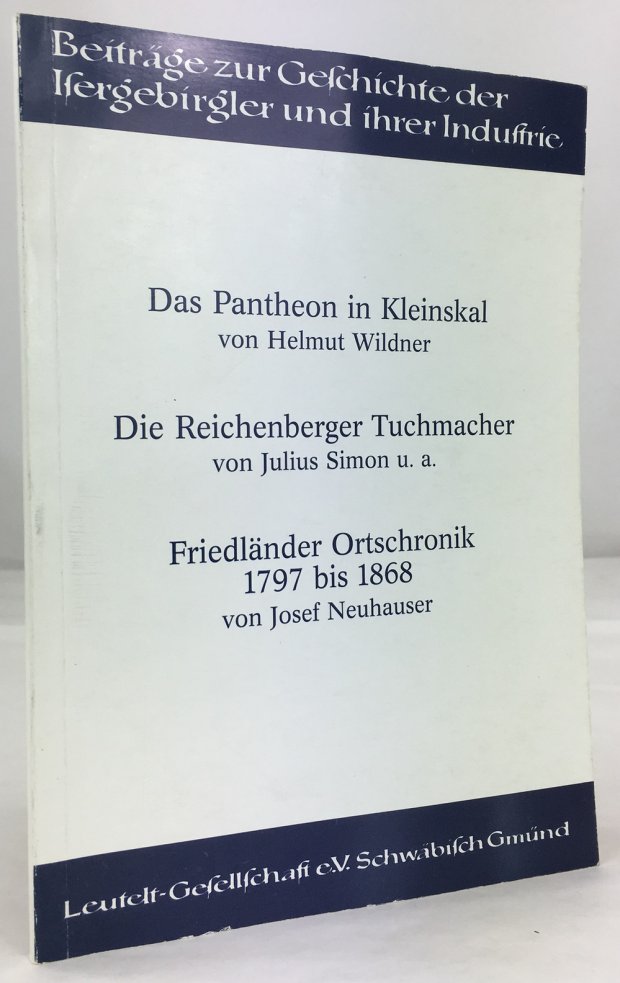 Beiträge zur Geſchichte der
Iſergebirgler und ihrer Induſtrie
Das Pantheon in Kleinskal
von Helmut Wildner
Die Reichenberger Tuchmacher
von Julius Simon u. a.
Friedländer Ortschronik
1797 bis 1868
von Josef Neuhauser
Leutelt-Geſellſchaft e.V. Schwäbiſch Gmünd